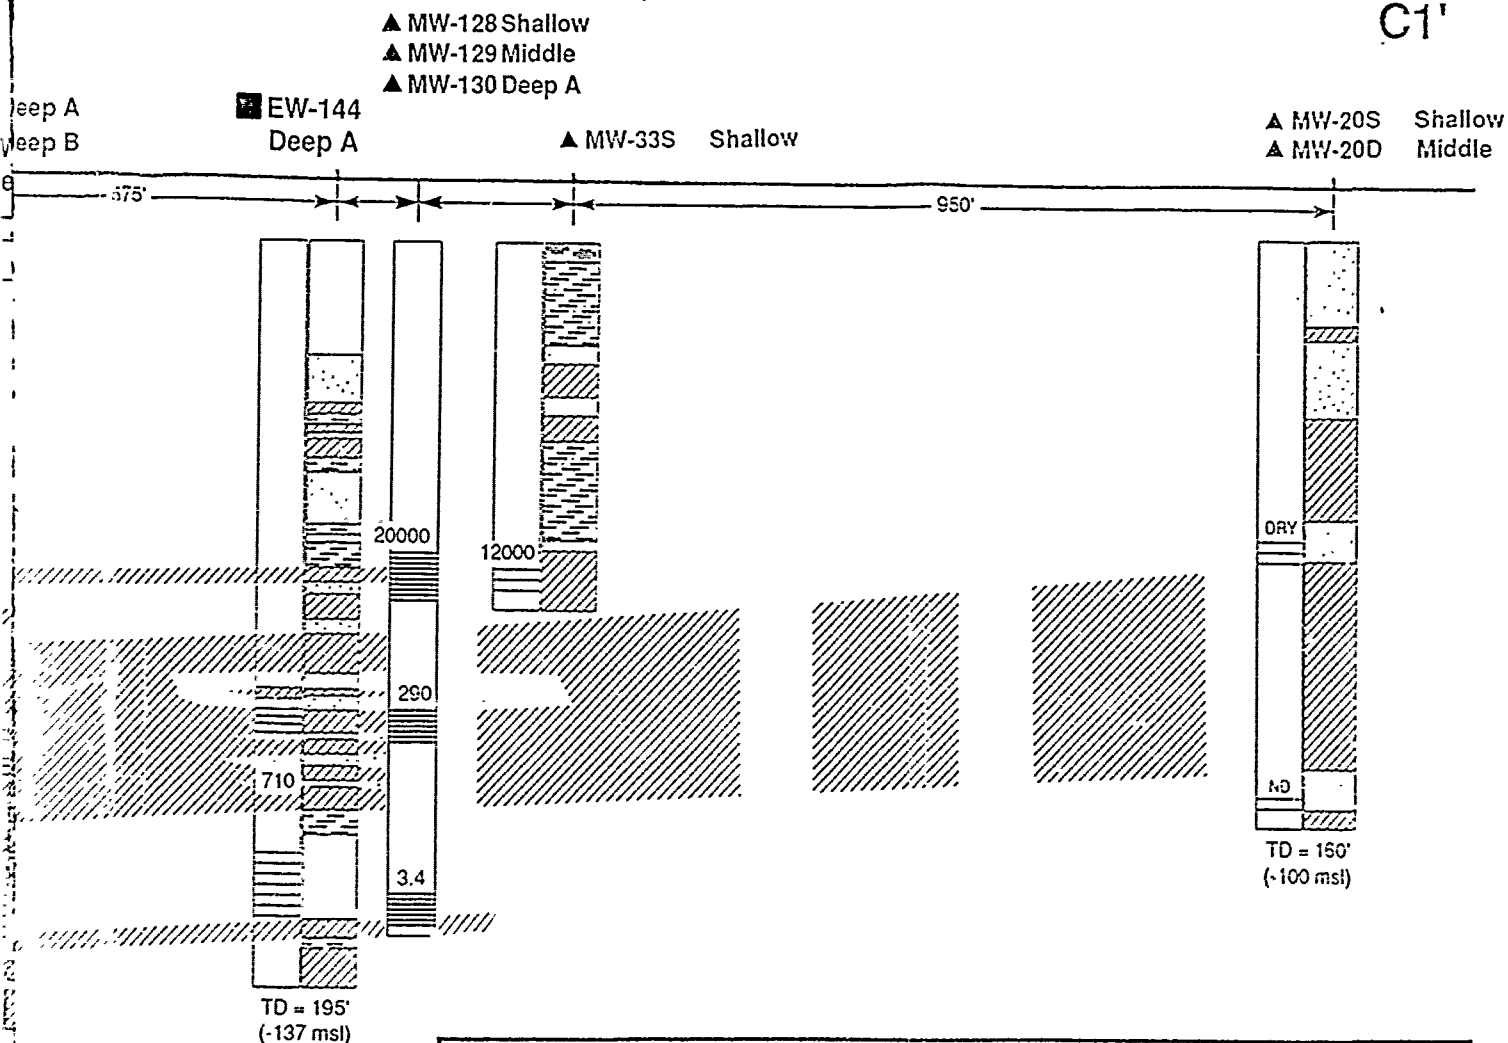 C1'
▲ MW-128 Shallow
▲ MW-129 Middle
▲ MW-130 Deep A
eep A
eep B
EW-144
Deep A
▲ MW-33S Shallow
▲ MW-20S Shallow
▲ MW-20D Middle
575'
950'
20000
12000
DRY
290
710
ND
3.4
TD = 160'
(-100 msl)
TD = 195'
(-137 msl)